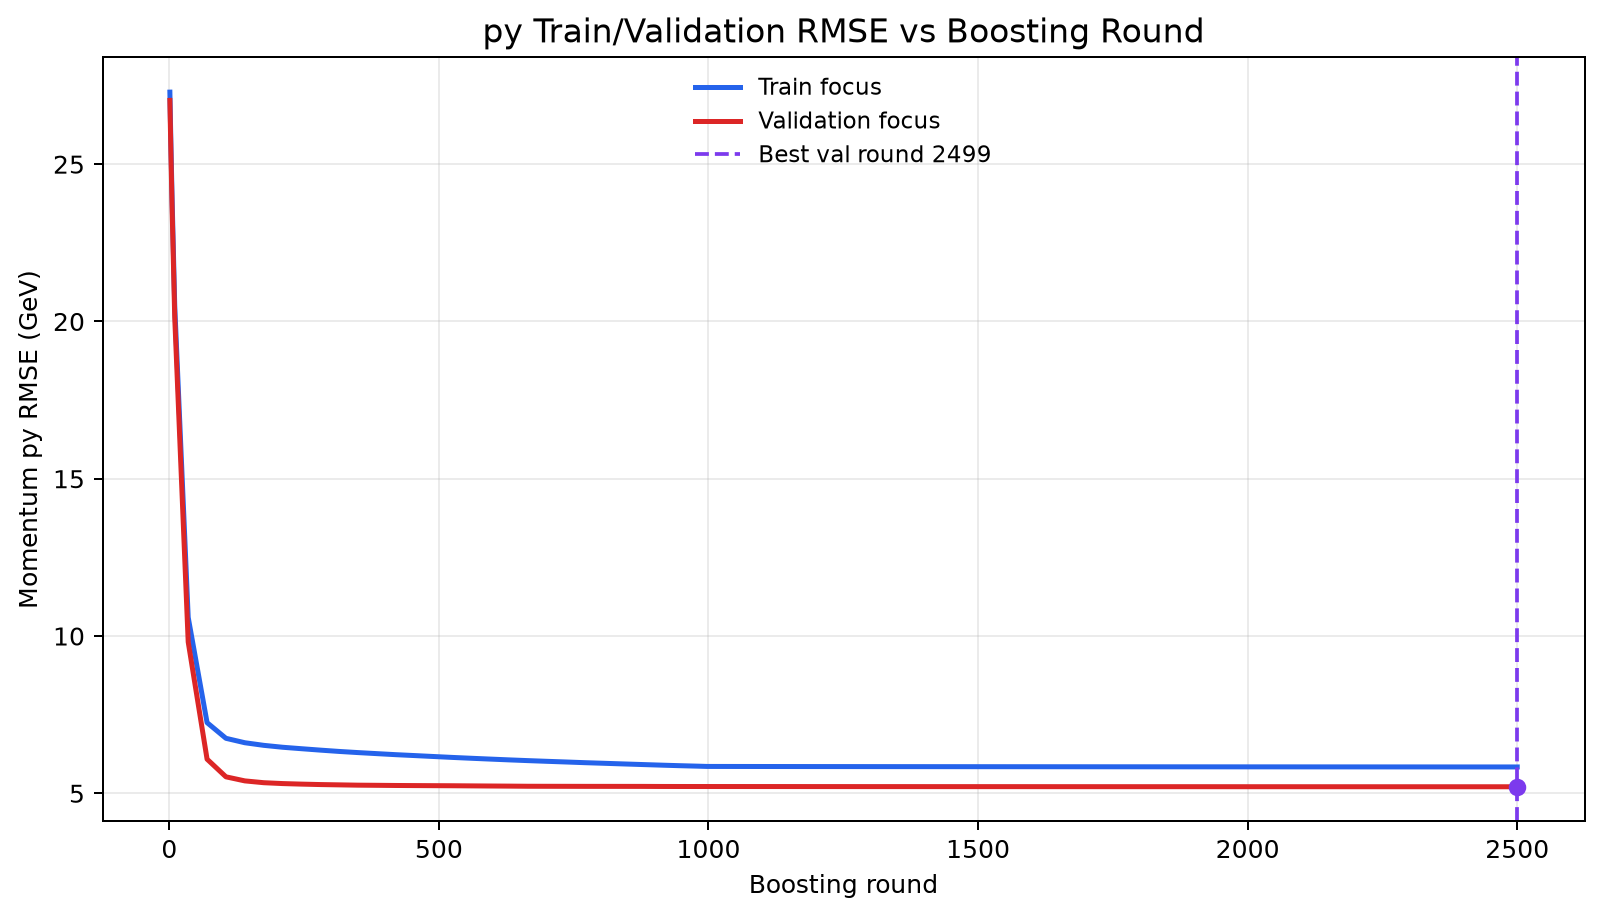 py Train/Validation RMSE vs Boosting Round
Train focus
Validation focus
Best val round 2499
Momentum py RMSE (GeV)
25
20
15
10
5
0
500
1000
1500
2000
2500
Boosting round